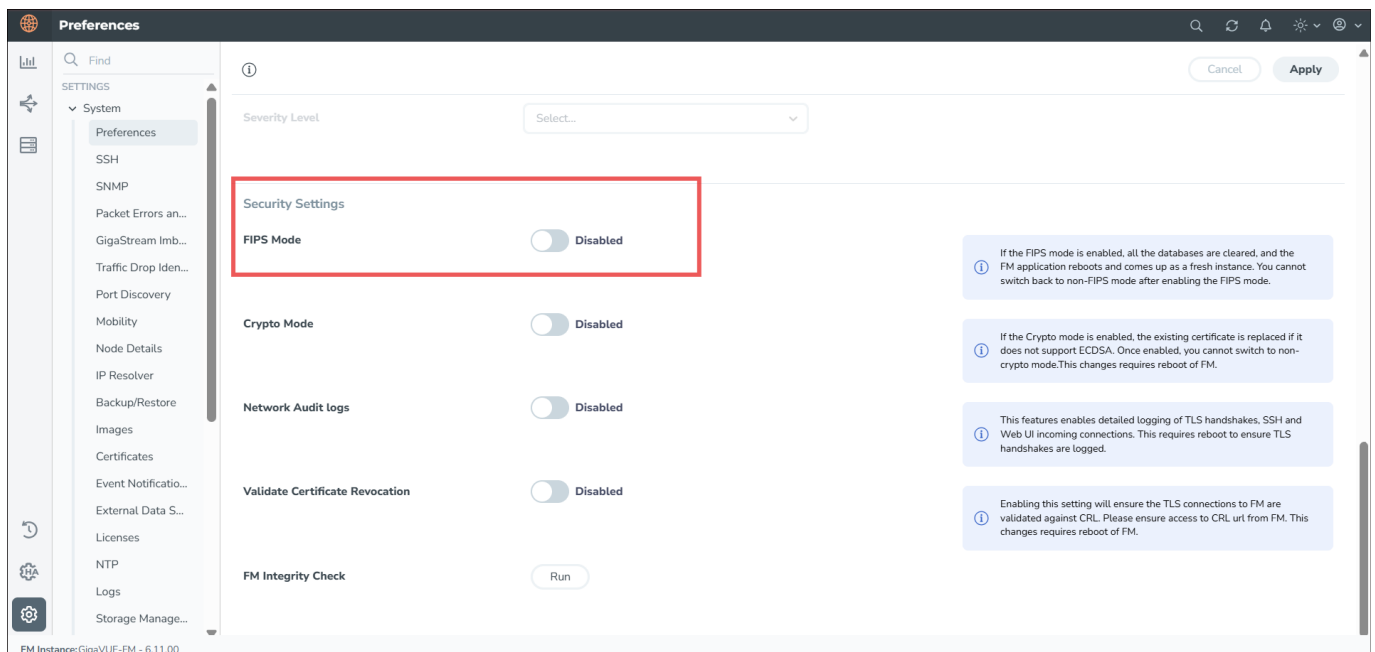 Preferences
Find
SETTINGS
System
Preferences
SSH
SNMP
Packet Errors an...
GigaStream Imb...
Traffic Drop Iden...
Port Discovery
Mobility
Node Details
IP Resolver
Backup/Restore
Images
Certificates
Event Notificatio...
External Data S...
Licenses
NTP
Logs
Storage Manage...
HA
Cancel
Apply
Severity Level
Select...
Security Settings
FIPS Mode
Disabled
If the FIPS mode is enabled, all the databases are cleared, and the
FM application reboots and comes up as a fresh instance. You cannot
switch back to non-FIPS mode after enabling the FIPS mode.
Crypto Mode
Disabled
If the Crypto mode is enabled, the existing certificate is replaced if it
does not support ECDSA. Once enabled, you cannot switch to non-
crypto mode.This changes requires reboot of FM.
Network Audit logs
Disabled
This features enables detailed logging of TLS handshakes, SSH and
Web UI incoming connections. This requires reboot to ensure TLS
handshakes are logged.
Validate Certificate Revocation
Disabled
Enabling this setting will ensure the TLS connections to FM are
validated against CRL. Please ensure access to CRL url from FM. This
changes requires reboot of FM.
FM Integrity Check
Run
FM Instance:GigaVUE-FM - 6.11.00